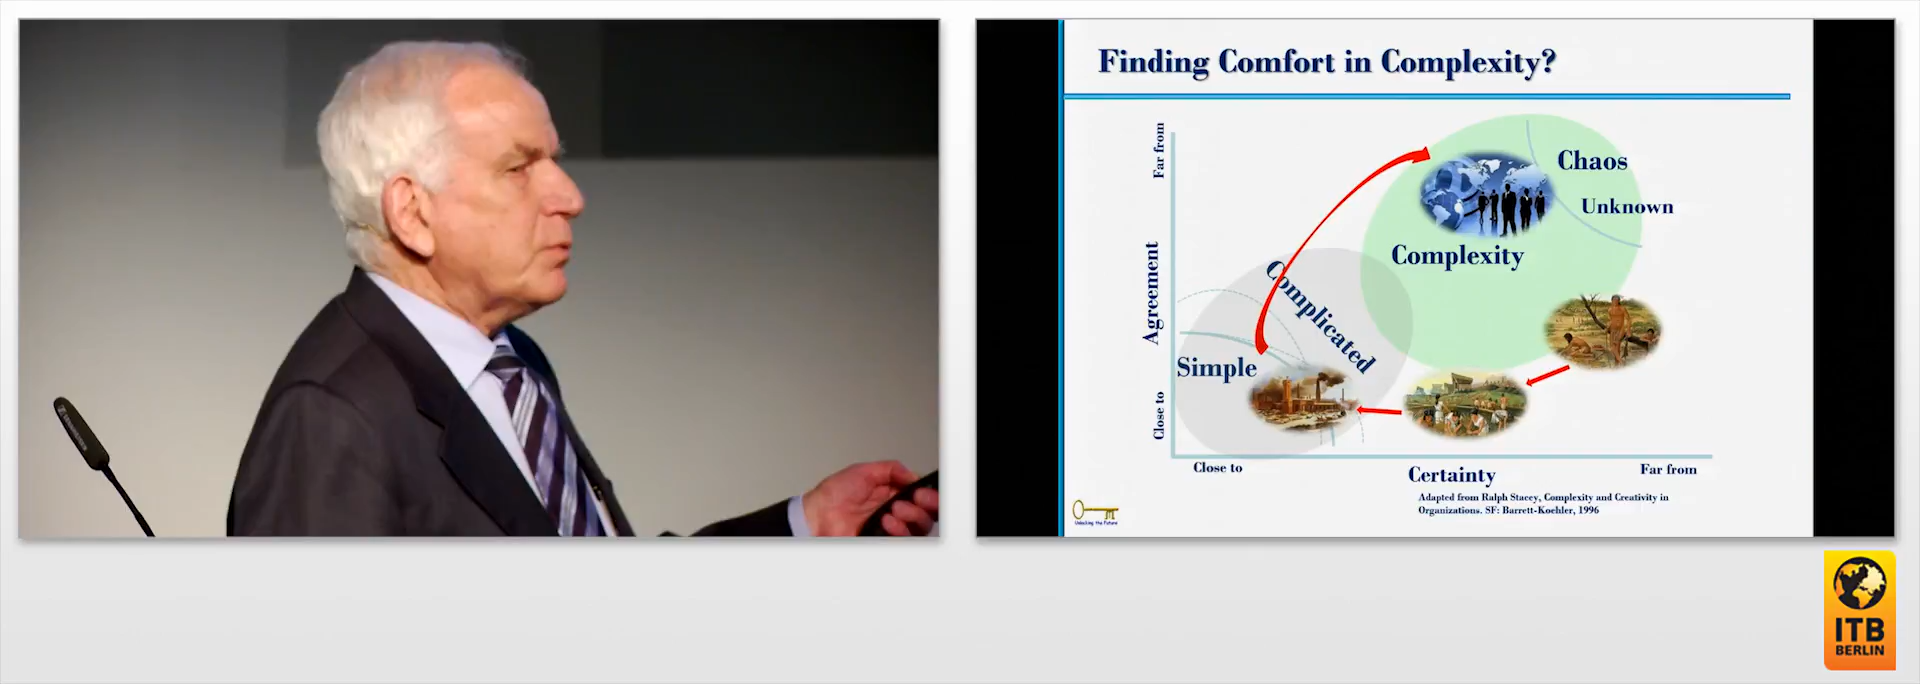 Finding Comfort in Complexity?
Far from
Agreement
Close to
Chaos
Unknown
Complexity
Complicated
Simple
Close to
Certainty
Far from
Adapted from Ralph Stacey, Complexity and Creativity in
Organizations. SF: Barrett-Koehler, 1996
Unlocking the Future
ITB
BERLIN